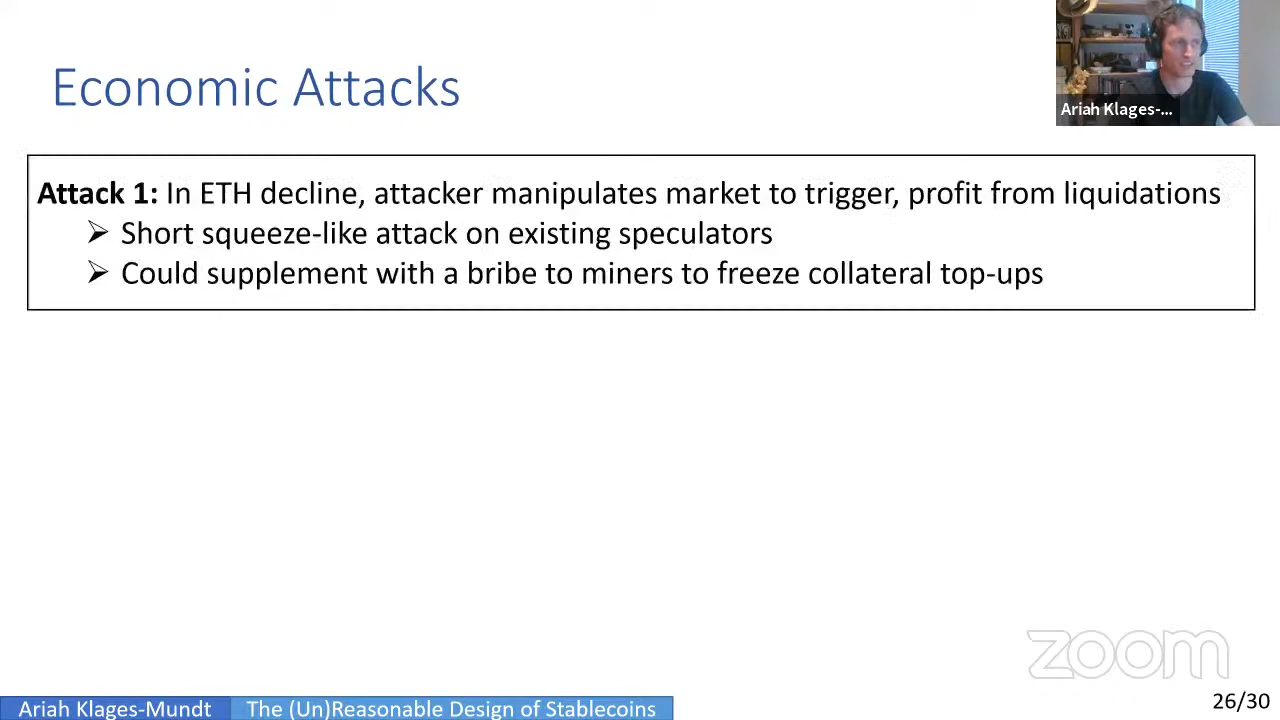 Economic Attacks
Ariah Klages-...
Attack 1: In ETH decline, attacker manipulates market to trigger, profit from liquidations
➢ Short squeeze-like attack on existing speculators
➢ Could supplement with a bribe to miners to freeze collateral top-ups
zoom
Ariah Klages-Mundt
The (Un)Reasonable Design of Stablecoins
26/30